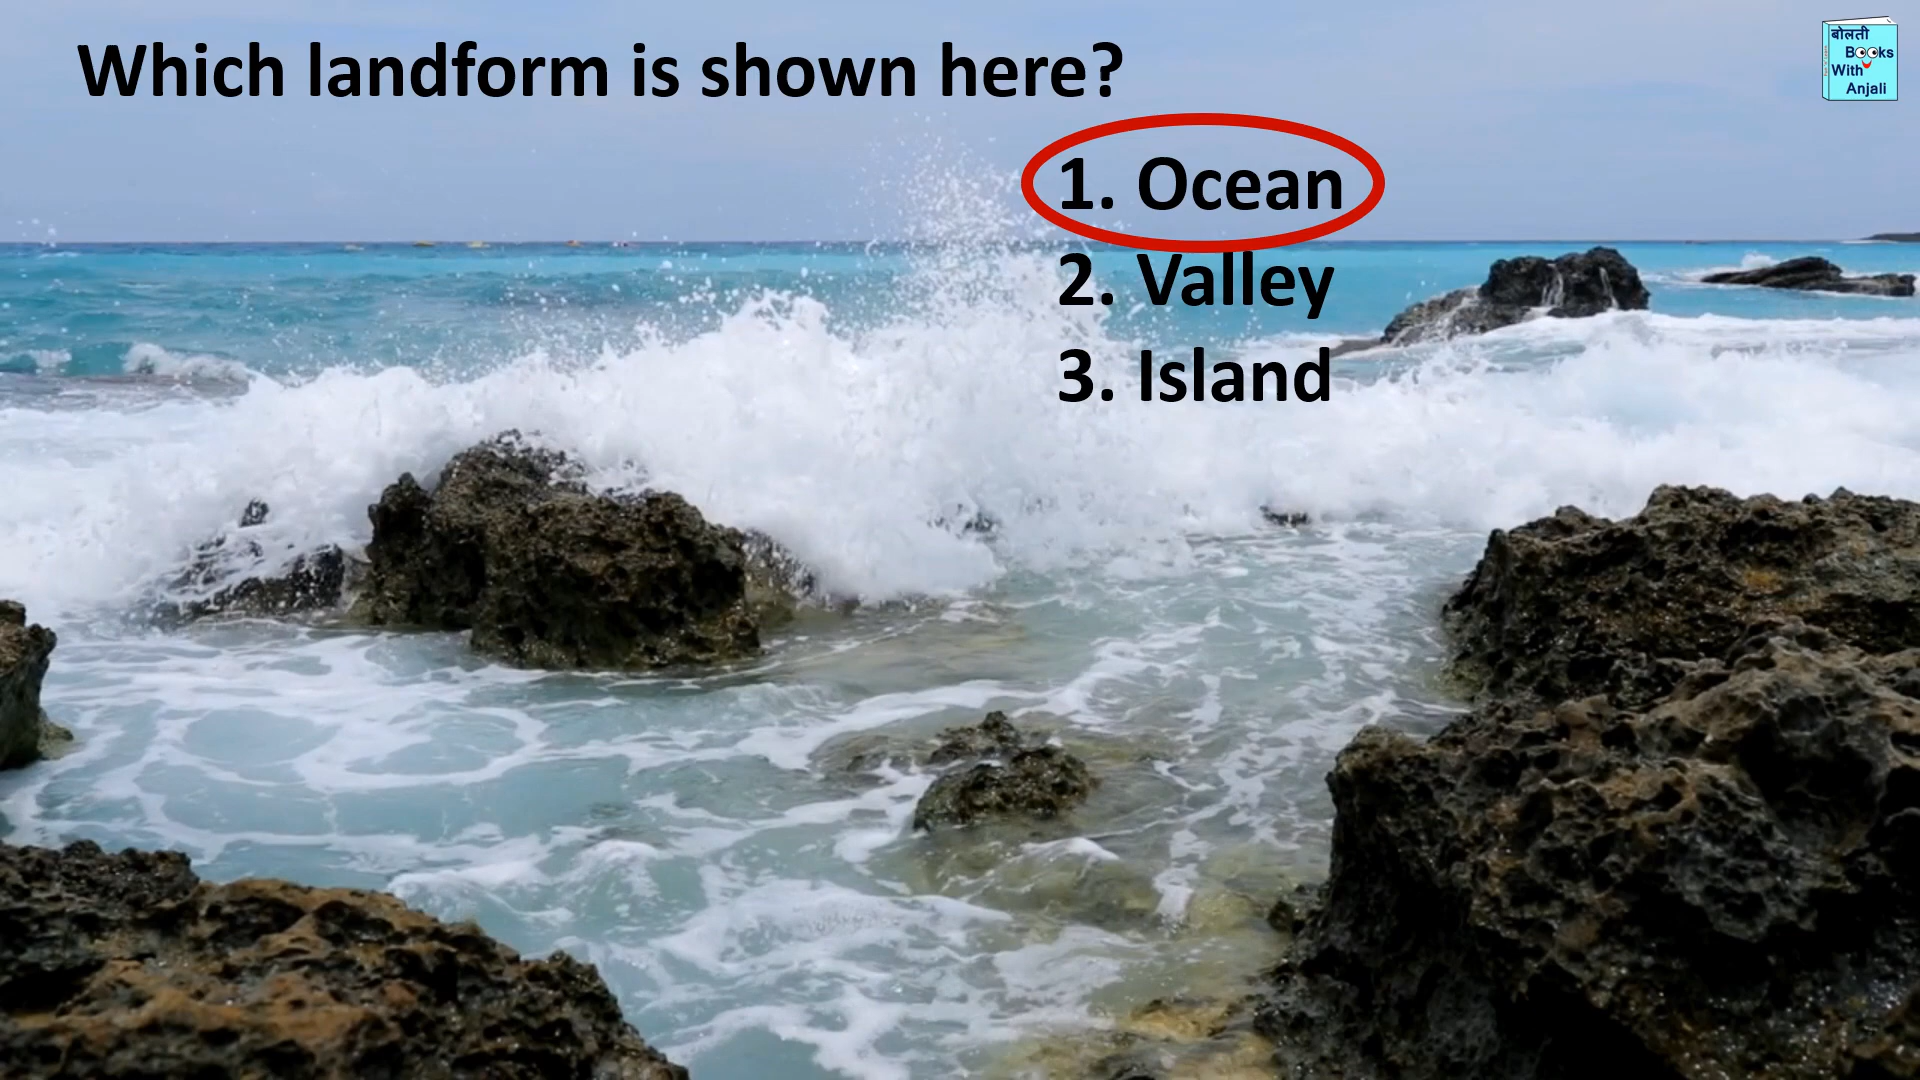 Which landform is shown here?
1. Ocean
2. Valley
3. Island
बोलती
Books
With
Anjali